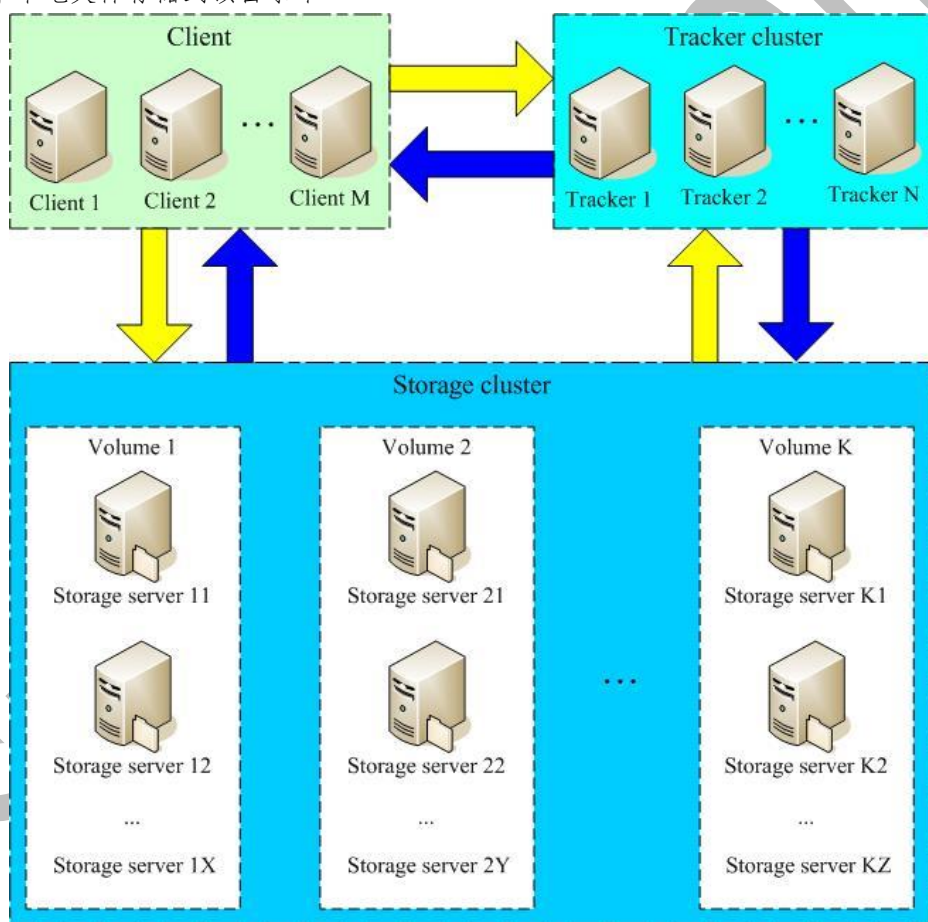 Client
Tracker cluster
...
...
Client 1
Client 2
Client M
Tracker 1
Tracker 2
Tracker N
Storage cluster
Volume 1
Volume 2
Volume K
Storage server 11
Storage server 21
Storage server K1
...
Storage server 12
Storage server 22
Storage server K2
...
...
...
Storage server 1X
Storage server 2Y
Storage server KZ